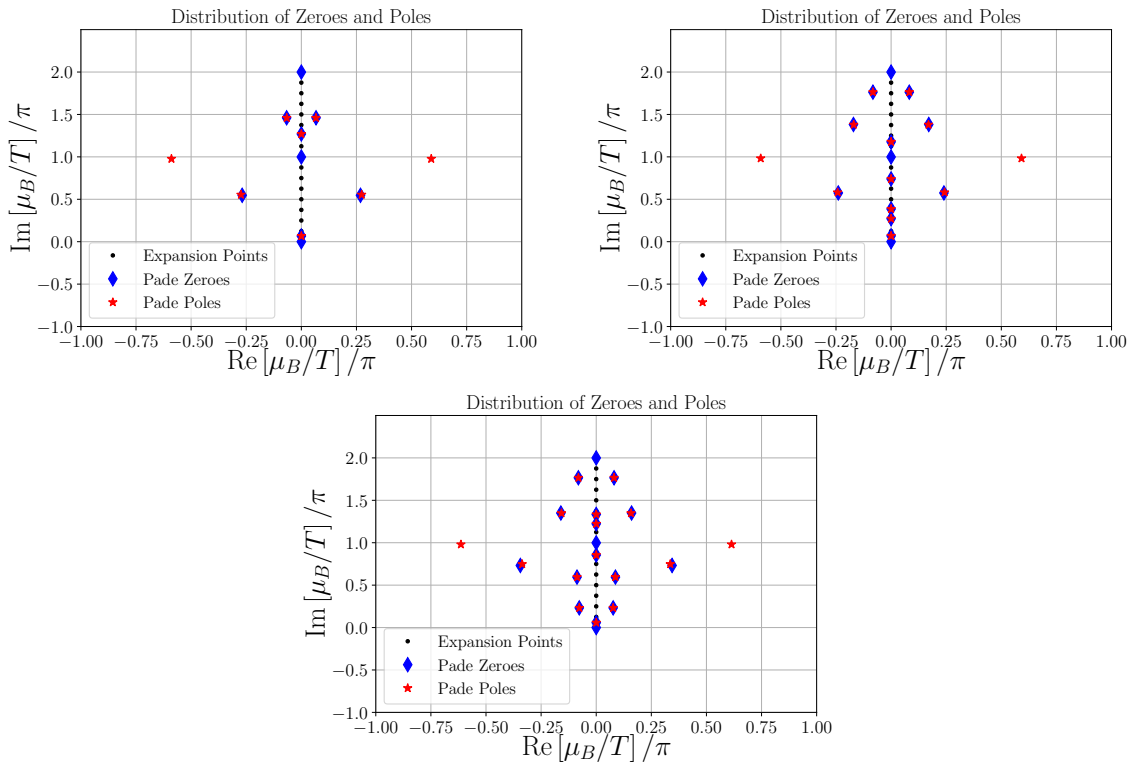 Distribution of Zeroes and Poles
Im [μ_B/T] /π
2.0
1.5
1.0
0.5
0.0
−0.5
−1.0
Expansion Points
Pade Zeroes
Pade Poles
−1.00 −0.75 −0.50 −0.25 0.00 0.25 0.50 0.75 1.00
Re [μ_B/T] /π
Distribution of Zeroes and Poles
Im [μ_B/T] /π
2.0
1.5
1.0
0.5
0.0
−0.5
−1.0
Expansion Points
Pade Zeroes
Pade Poles
−1.00 −0.75 −0.50 −0.25 0.00 0.25 0.50 0.75 1.00
Re [μ_B/T] /π
Distribution of Zeroes and Poles
Im [μ_B/T] /π
2.0
1.5
1.0
0.5
0.0
−0.5
−1.0
Expansion Points
Pade Zeroes
Pade Poles
−1.00 −0.75 −0.50 −0.25 0.00 0.25 0.50 0.75 1.00
Re [μ_B/T] /π